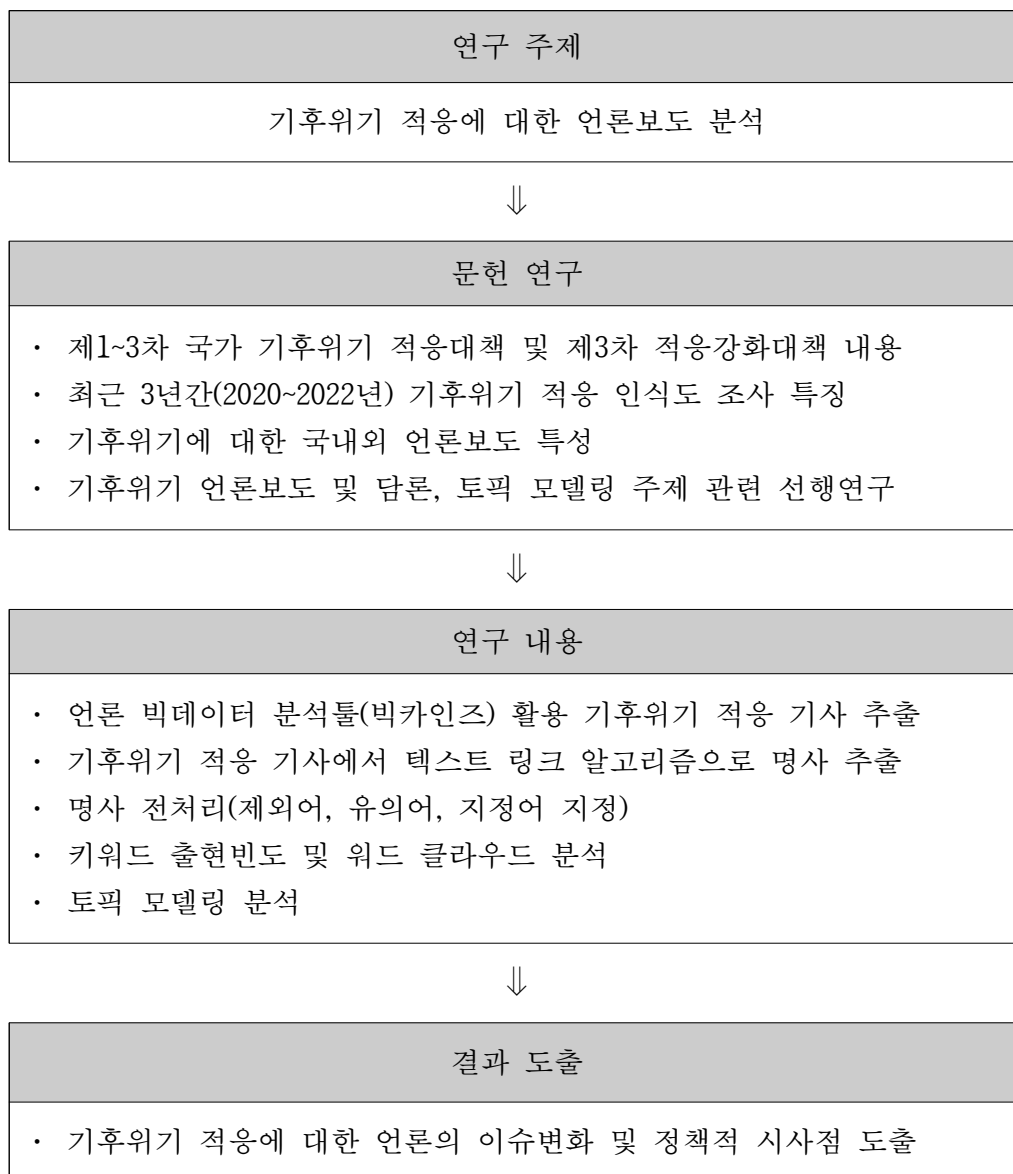 연구 주제
기후위기 적응에 대한 언론보도 분석
⇓
문헌 연구
· 제1~3차 국가 기후위기 적응대책 및 제3차 적응강화대책 내용
· 최근 3년간(2020~2022년) 기후위기 적응 인식도 조사 특징
· 기후위기에 대한 국내외 언론보도 특성
· 기후위기 언론보도 및 담론, 토픽 모델링 주제 관련 선행연구
⇓
연구 내용
· 언론 빅데이터 분석툴(빅카인즈) 활용 기후위기 적응 기사 추출
· 기후위기 적응 기사에서 텍스트 링크 알고리즘으로 명사 추출
· 명사 전처리(제외어, 유의어, 지정어 지정)
· 키워드 출현빈도 및 워드 클라우드 분석
· 토픽 모델링 분석
⇓
결과 도출
· 기후위기 적응에 대한 언론의 이슈변화 및 정책적 시사점 도출